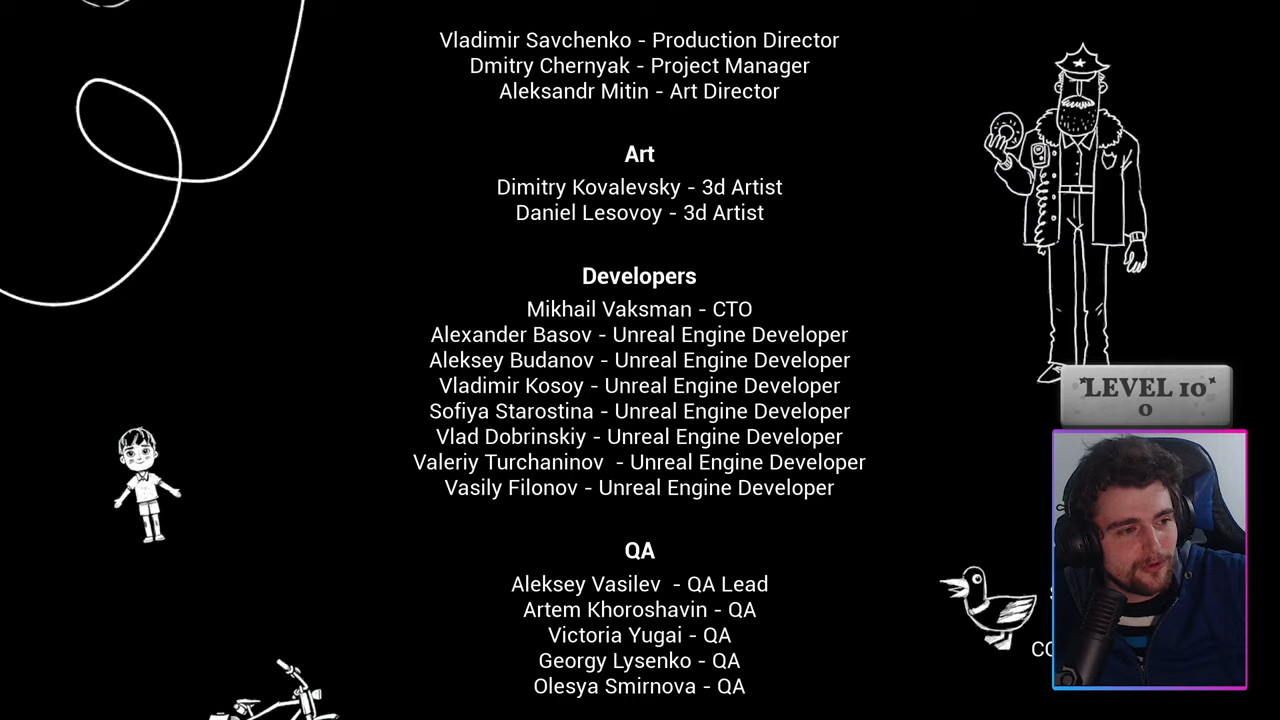 Vladimir Savchenko - Production Director
Dmitry Chernyak - Project Manager
Aleksandr Mitin - Art Director
Art
Dimitry Kovalevsky - 3d Artist
Daniel Lesovoy - 3d Artist
Developers
Mikhail Vaksman - CTO
Alexander Basov - Unreal Engine Developer
Aleksey Budanov - Unreal Engine Developer
Vladimir Kosoy - Unreal Engine Developer
Sofiya Starostina - Unreal Engine Developer
Vlad Dobrinskiy - Unreal Engine Developer
Valeriy Turchaninov - Unreal Engine Developer
Vasily Filonov - Unreal Engine Developer
QA
Aleksey Vasilev - QA Lead
Artem Khoroshavin - QA
Victoria Yugai - QA
Georgy Lysenko - QA
Olesya Smirnova - QA
LEVEL 10
0